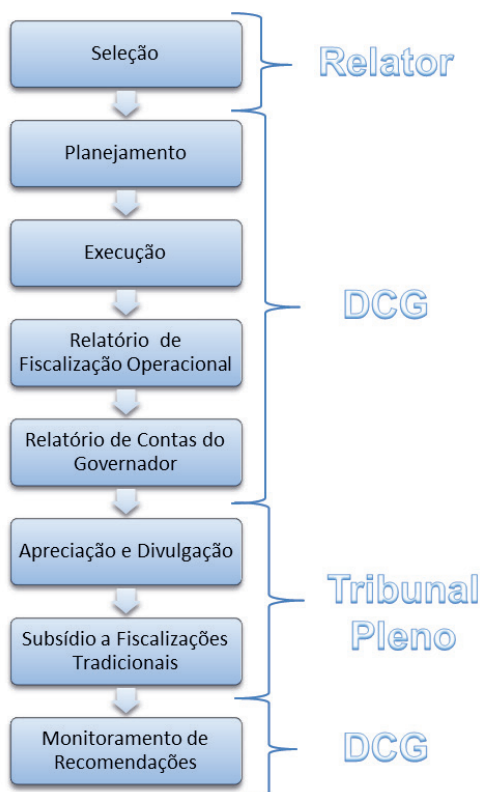 Seleção
Relator
Planejamento
Execução
DCG
Relatório de
Fiscalização Operacional
Relatório de Contas do
Governador
Apreciação e Divulgação
Tribunal
Pleno
Subsídio a Fiscalizações
Tradicionais
Monitoramento de
Recomendações
DCG